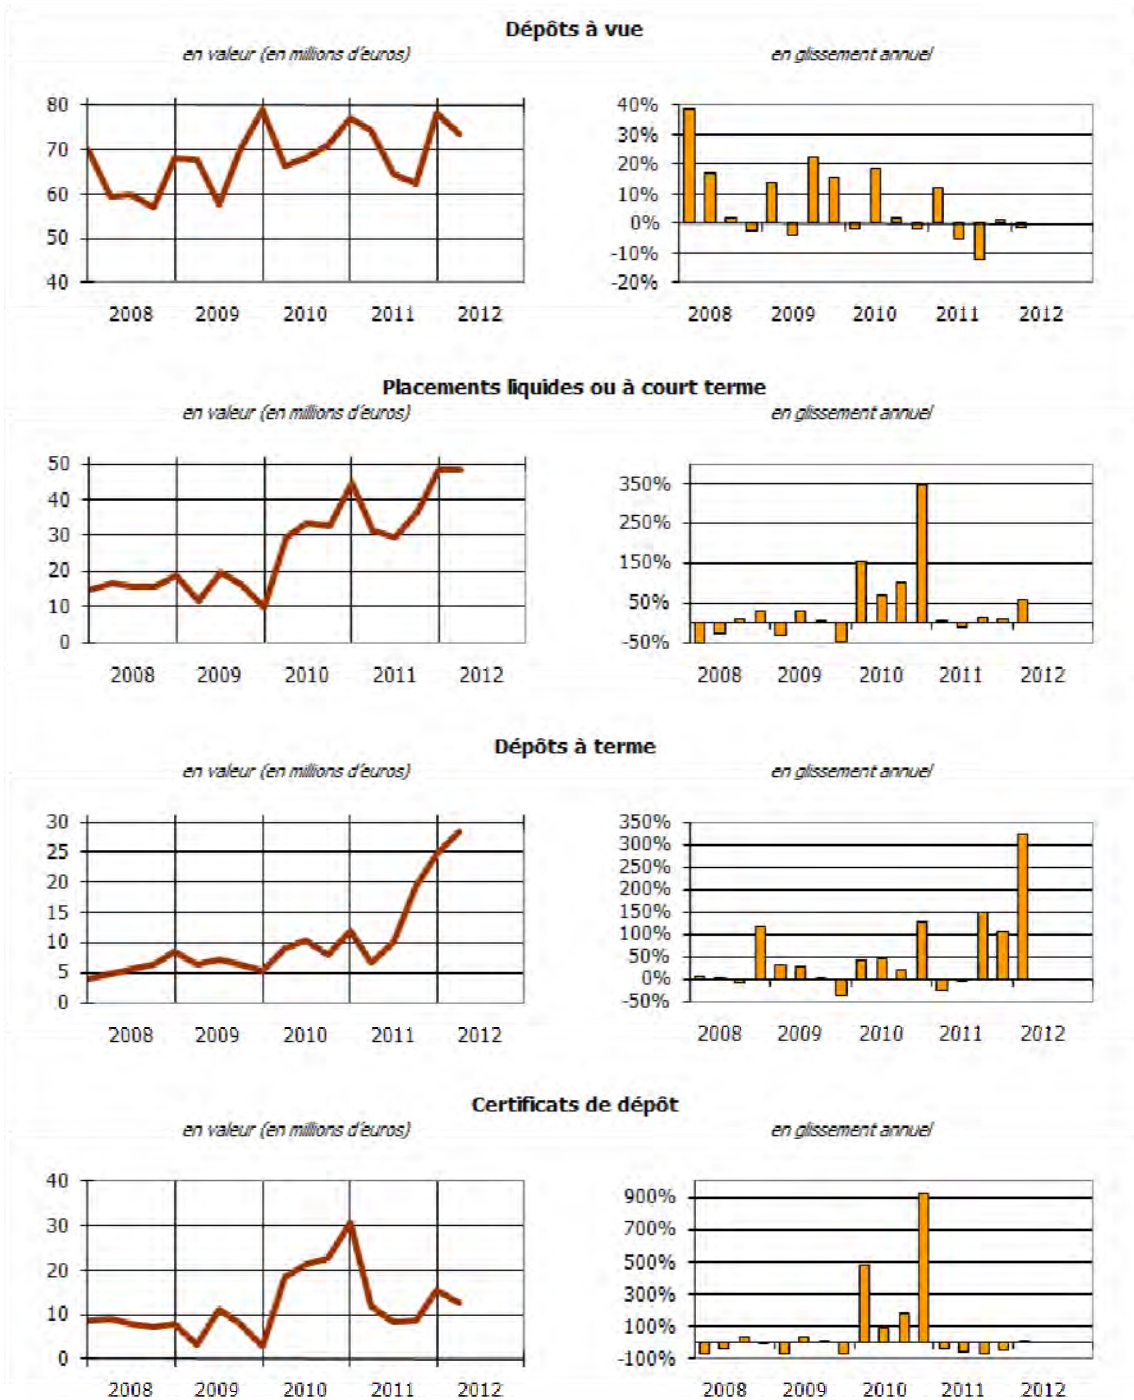 Dépôts à vue
en valeur (en millions d'euros)
en glissement annuel
80
70
60
50
40
2008 2009 2010 2011 2012
40%
30%
20%
10%
0%
-10%
-20%
2008 2009 2010 2011 2012
Placements liquides ou à court terme
en valeur (en millions d'euros)
en glissement annuel
50
40
30
20
10
0
2008 2009 2010 2011 2012
350%
250%
150%
50%
-50%
2008 2009 2010 2011 2012
Dépôts à terme
en valeur (en millions d'euros)
en glissement annuel
30
25
20
15
10
5
0
2008 2009 2010 2011 2012
350%
300%
250%
200%
150%
100%
50%
0%
-50%
2008 2009 2010 2011 2012
Certificats de dépôt
en valeur (en millions d'euros)
en glissement annuel
40
30
20
10
0
2008 2009 2010 2011 2012
900%
700%
500%
300%
100%
-100%
2008 2009 2010 2011 2012